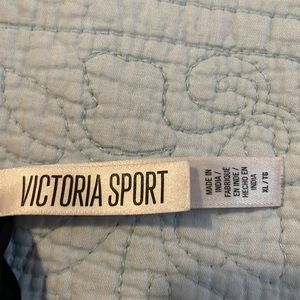 VICTORIA SPORT
MADE IN
INDIA/
FABRIQUÉ
EN INDE/
HECHO EN
INDIA
XL/TG